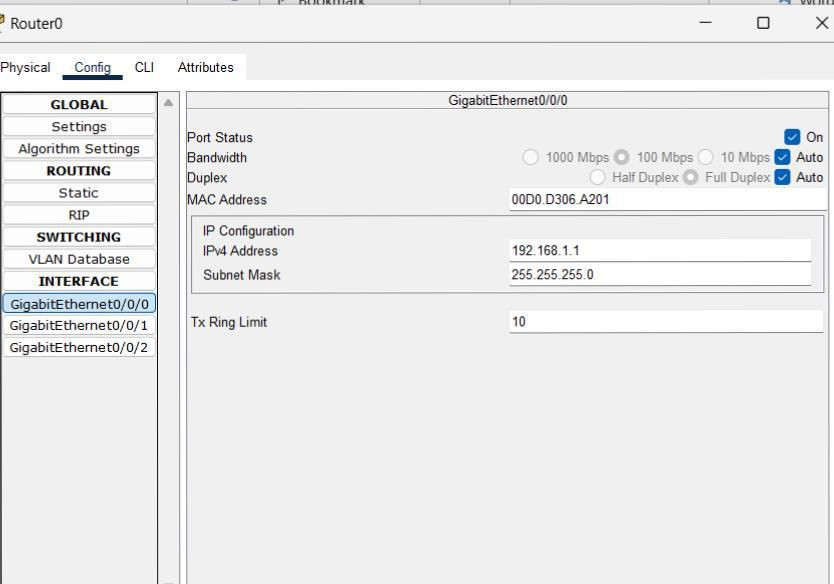 Router0
Physical Config CLI Attributes
GLOBAL
Settings
Algorithm Settings
ROUTING
Static
RIP
SWITCHING
VLAN Database
INTERFACE
GigabitEthernet0/0/0
GigabitEthernet0/0/1
GigabitEthernet0/0/2
GigabitEthernet0/0/0
Port Status On
Bandwidth 1000 Mbps 100 Mbps 10 Mbps Auto
Duplex Half Duplex Full Duplex Auto
MAC Address 00D0.D306.A201
IP Configuration
IPv4 Address 192.168.1.1
Subnet Mask 255.255.255.0
Tx Ring Limit 10